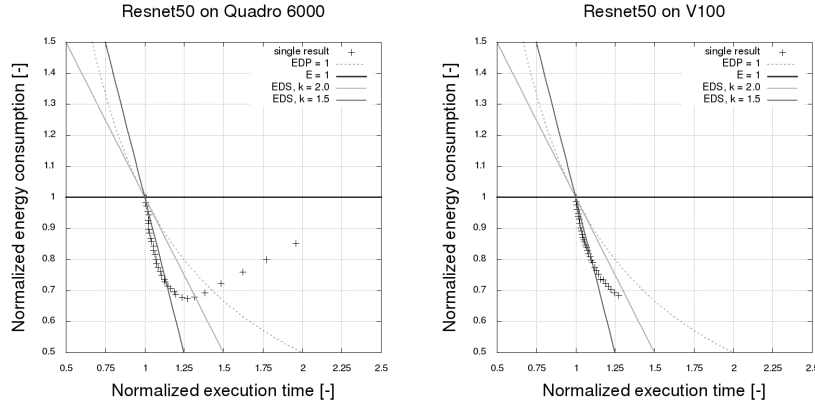 Resnet50 on Quadro 6000
Normalized energy consumption [-]
1.5
1.4
1.3
1.2
1.1
1
0.9
0.8
0.7
0.6
0.5
single result
EDP = 1
E = 1
EDS, k = 2.0
EDS, k = 1.5
0.5 0.75 1 1.25 1.5 1.75 2 2.25 2.5
Normalized execution time [-]
Resnet50 on V100
Normalized energy consumption [-]
1.5
1.4
1.3
1.2
1.1
1
0.9
0.8
0.7
0.6
0.5
single result
EDP = 1
E = 1
EDS, k = 2.0
EDS, k = 1.5
0.5 0.75 1 1.25 1.5 1.75 2 2.25 2.5
Normalized execution time [-]